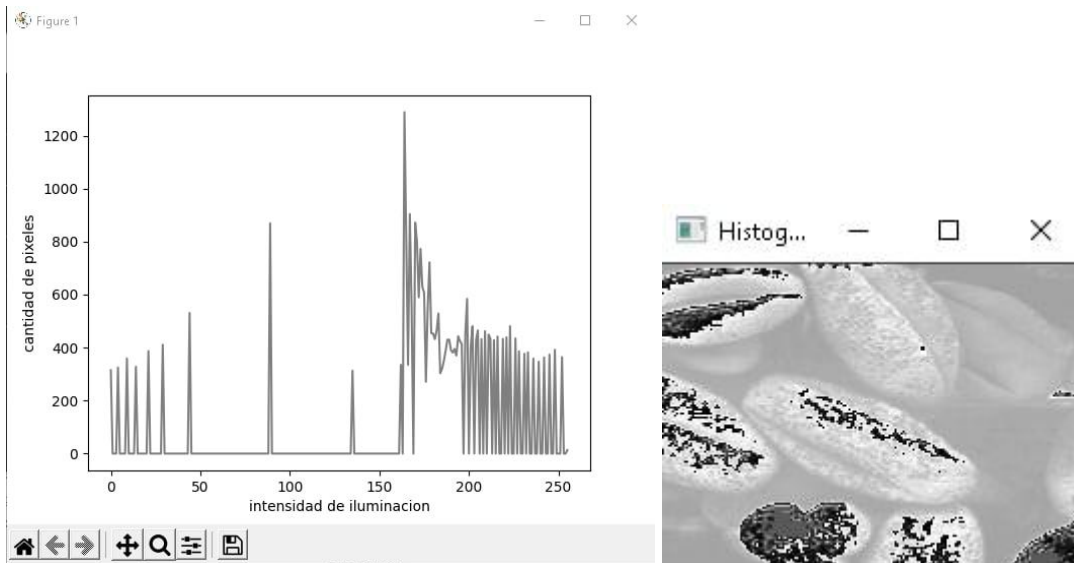 Figure 1
1200
1000
800
600
400
200
0
cantidad de pixeles
0 50 100 150 200 250
intensidad de iluminacion
Histog...